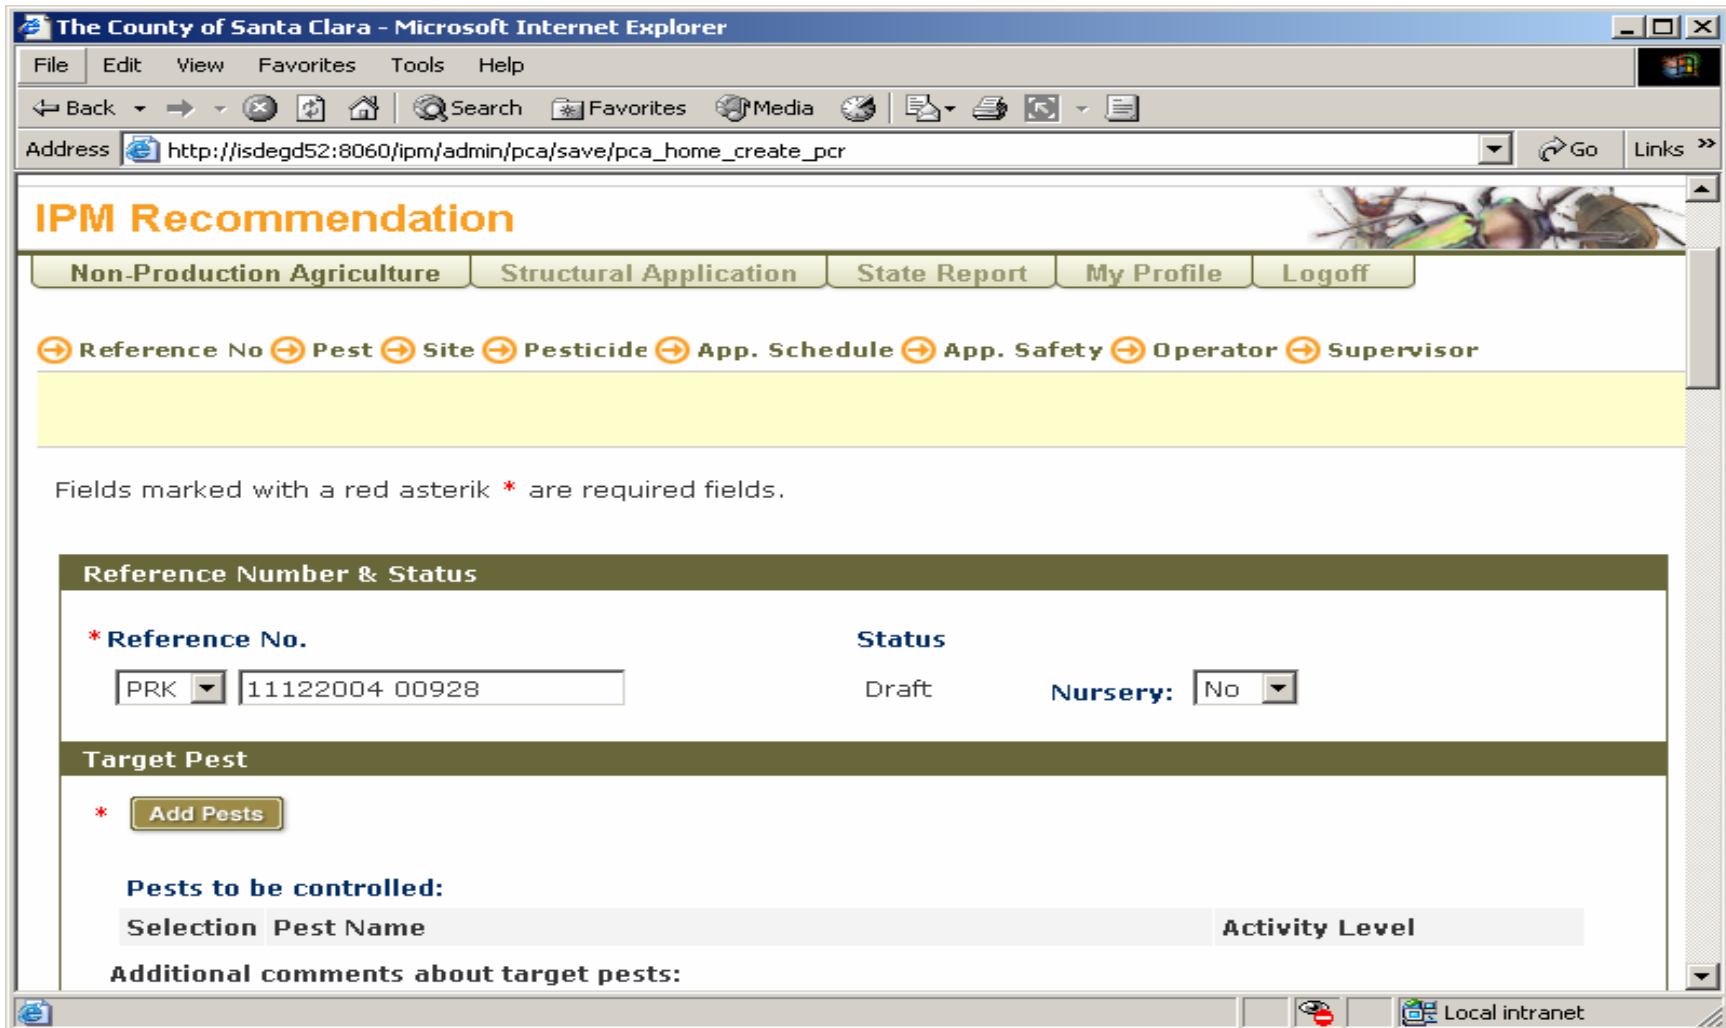 The County of Santa Clara - Microsoft Internet Explorer
File Edit View Favorites Tools Help
Back Search Favorites Media
Address http://isdegd52:8060/ipm/admin/pca/save/pca_home_create_pcr Go Links »
IPM Recommendation
Non-Production Agriculture Structural Application State Report My Profile Logoff
Reference No Pest Site Pesticide App. Schedule App. Safety Operator Supervisor
Fields marked with a red asterik * are required fields.
Reference Number & Status
*Reference No. Status
PRK 11122004 00928 Draft Nursery: No
Target Pest
* Add Pests
Pests to be controlled:
Selection Pest Name Activity Level
Additional comments about target pests:
Local intranet